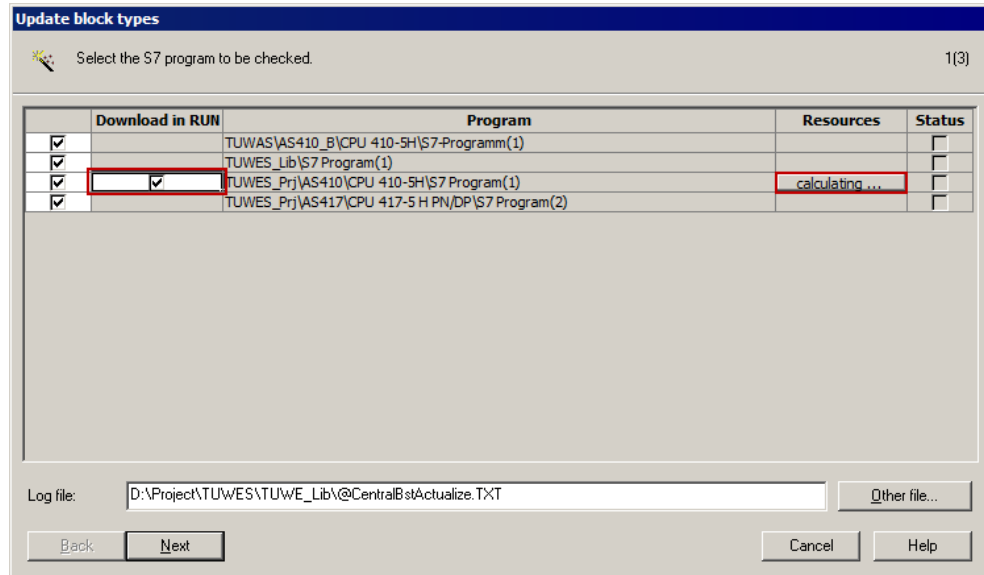 Update block types
Select the S7 program to be checked.
1(3)
Download in RUN Program Resources Status
TUWAS\AS410_B\CPU 410-5H\S7-Programm(1)
TUWES_Lib\S7 Program(1)
TUWES_Prj\AS410\CPU 410-5H\S7 Program(1) calculating ...
TUWES_Prj\AS417\CPU 417-5 H PN/DP\S7 Program(2)
Log file: D:\Project\TUWES\TUWE_Lib\@CentralBstActualize.TXT Other file...
Back Next Cancel Help